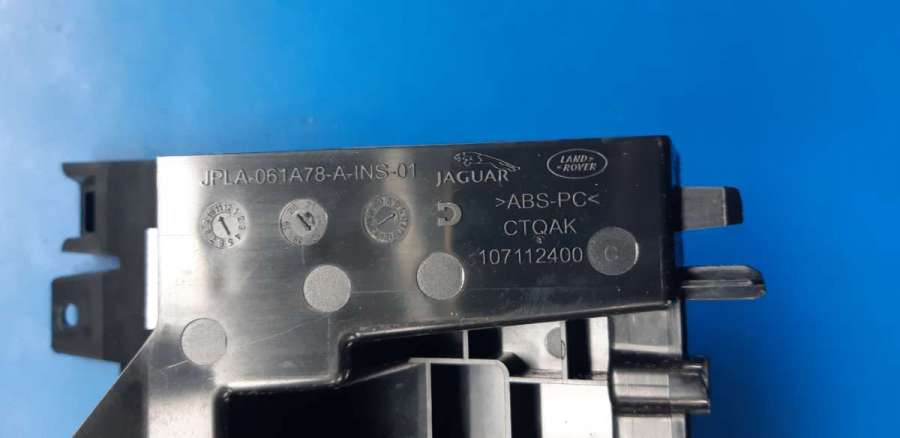 JPLA-061A78-A-INS-01
JAGUAR
LAND ROVER
>ABS-PC<
CTQAK
107112400
C